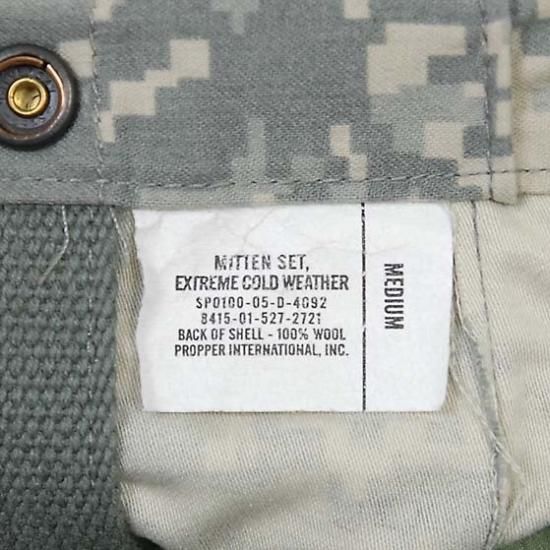 MITTEN SET,
EXTREME COLD WEATHER
SPO100-05-D-4092
8415-01-527-2721
BACK OF SHELL - 100% WOOL
PROPPER INTERNATIONAL, INC.
MEDIUM